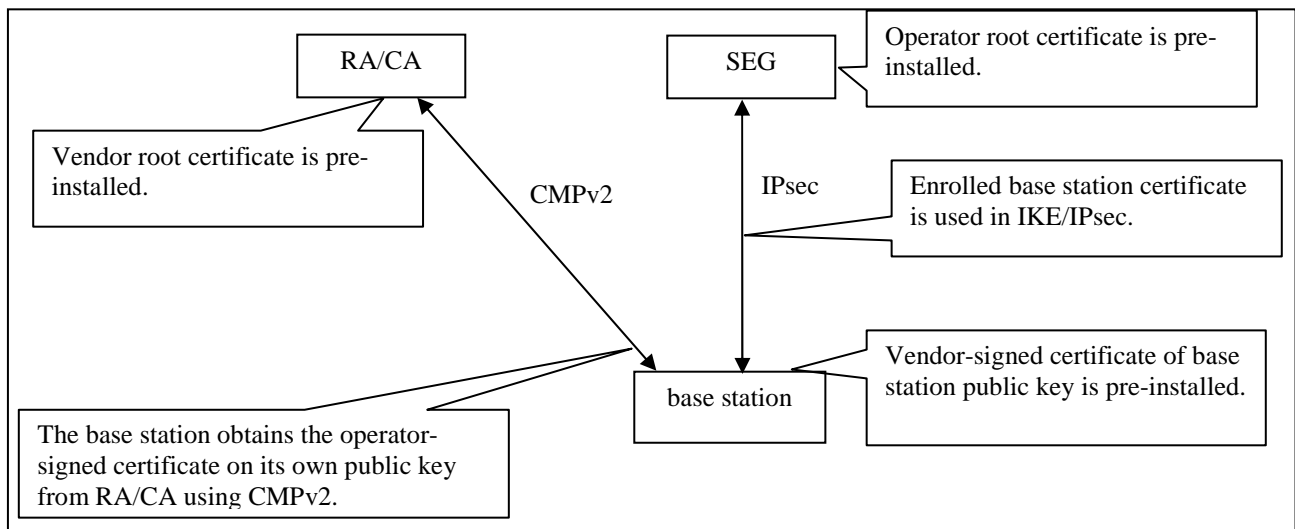 RA/CA
SEG
Operator root certificate is pre-
installed.
Vendor root certificate is pre-
installed.
CMPv2
IPsec
Enrolled base station certificate
is used in IKE/IPsec.
Vendor-signed certificate of base
station public key is pre-installed.
base station
The base station obtains the operator-
signed certificate on its own public key
from RA/CA using CMPv2.